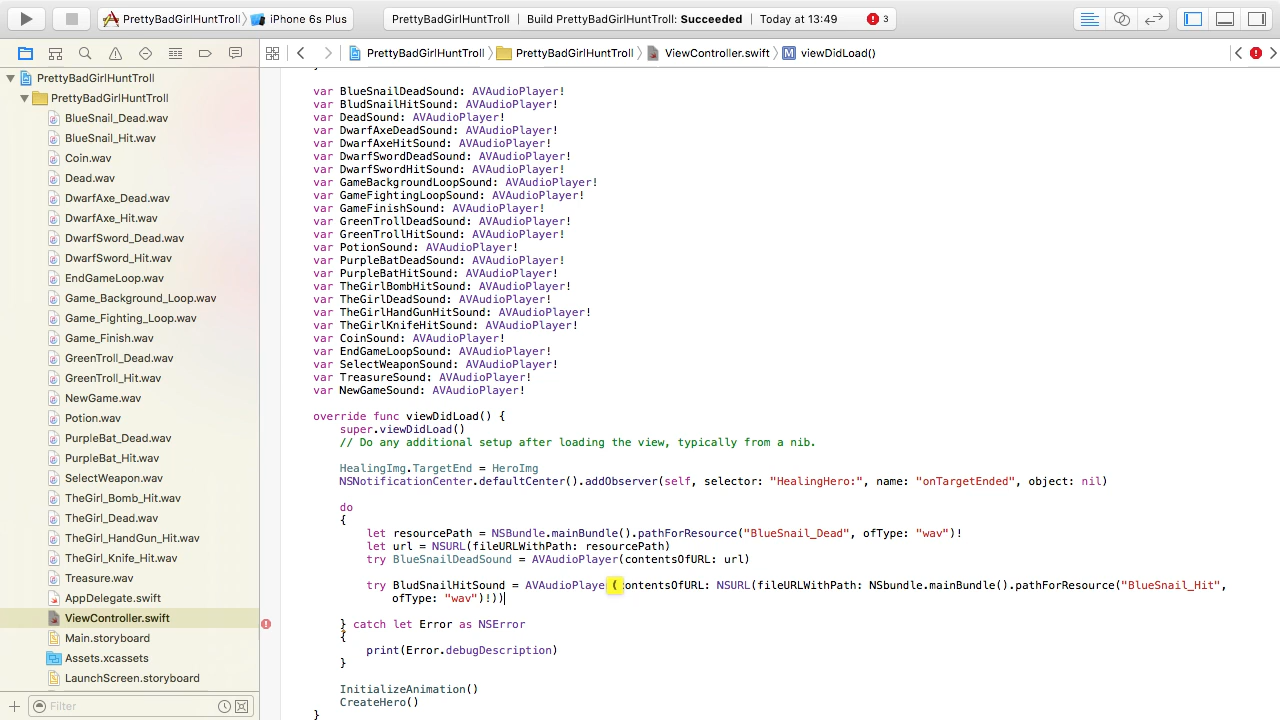 PrettyBadGirlHuntTroll iPhone 6s Plus PrettyBadGirlHuntTroll Build PrettyBadGirlHuntTroll: Succeeded Today at 13:49 3
PrettyBadGirlHuntTroll PrettyBadGirlHuntTroll ViewController.swift M viewDidLoad()
PrettyBadGirlHuntTroll
PrettyBadGirlHuntTroll
BlueSnail_Dead.wav
BlueSnail_Hit.wav
Coin.wav
Dead.wav
DwarfAxe_Dead.wav
DwarfAxe_Hit.wav
DwarfSword_Dead.wav
DwarfSword_Hit.wav
EndGameLoop.wav
Game_Background_Loop.wav
Game_Fighting_Loop.wav
Game_Finish.wav
GreenTroll_Dead.wav
GreenTroll_Hit.wav
NewGame.wav
Potion.wav
PurpleBat_Dead.wav
PurpleBat_Hit.wav
SelectWeapon.wav
TheGirl_Bomb_Hit.wav
TheGirl_Dead.wav
TheGirl_HandGun_Hit.wav
TheGirl_Knife_Hit.wav
Treasure.wav
AppDelegate.swift
ViewController.swift
Main.storyboard
Assets.xcassets
LaunchScreen.storyboard
Filter
}
var BlueSnailDeadSound: AVAudioPlayer!
var BludSnailHitSound: AVAudioPlayer!
var DeadSound: AVAudioPlayer!
var DwarfAxeDeadSound: AVAudioPlayer!
var DwarfAxeHitSound: AVAudioPlayer!
var DwarfSwordDeadSound: AVAudioPlayer!
var DwarfSwordHitSound: AVAudioPlayer!
var GameBackgroundLoopSound: AVAudioPlayer!
var GameFightingLoopSound: AVAudioPlayer!
var GameFinishSound: AVAudioPlayer!
var GreenTrollDeadSound: AVAudioPlayer!
var GreenTrollHitSound: AVAudioPlayer!
var PotionSound: AVAudioPlayer!
var PurpleBatDeadSound: AVAudioPlayer!
var PurpleBatHitSound: AVAudioPlayer!
var TheGirlBombHitSound: AVAudioPlayer!
var TheGirlDeadSound: AVAudioPlayer!
var TheGirlHandGunHitSound: AVAudioPlayer!
var TheGirlKnifeHitSound: AVAudioPlayer!
var CoinSound: AVAudioPlayer!
var EndGameLoopSound: AVAudioPlayer!
var SelectWeaponSound: AVAudioPlayer!
var TreasureSound: AVAudioPlayer!
var NewGameSound: AVAudioPlayer!
override func viewDidLoad() {
super.viewDidLoad()
// Do any additional setup after loading the view, typically from a nib.
HealingImg.TargetEnd = HeroImg
NSNotificationCenter.defaultCenter().addObserver(self, selector: "HealingHero:", name: "onTargetEnded", object: nil)
do
{
let resourcePath = NSBundle.mainBundle().pathForResource("BlueSnail_Dead", ofType: "wav")!
let url = NSURL(fileURLWithPath: resourcePath)
try BlueSnailDeadSound = AVAudioPlayer(contentsOfURL: url)
try BludSnailHitSound = AVAudioPlayer(contentsOfURL: NSURL(fileURLWithPath: NSbundle.mainBundle().pathForResource("BlueSnail_Hit",
ofType: "wav")!))
} catch let Error as NSError
{
print(Error.debugDescription)
}
InitializeAnimation()
CreateHero()
}